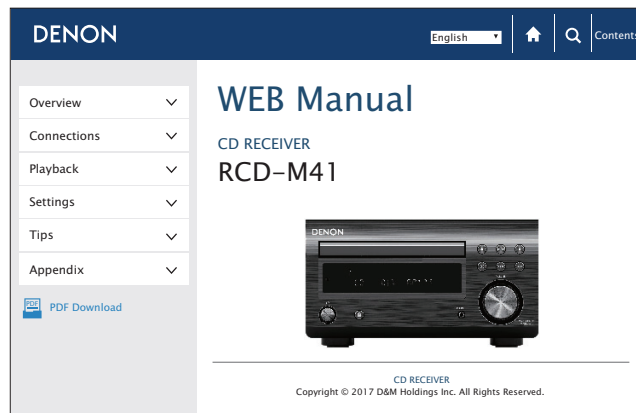 DENON
English
Contents
Overview
Connections
Playback
Settings
Tips
Appendix
PDF
PDF Download
WEB Manual
CD RECEIVER
RCD-M41
DENON
CD RECEIVER
Copyright © 2017 D&M Holdings Inc. All Rights Reserved.